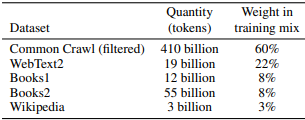 Quantity Weight in
Dataset (tokens) training mix
Common Crawl (filtered) 410 billion 60%
WebText2 19 billion 22%
Books1 12 billion 8%
Books2 55 billion 8%
Wikipedia 3 billion 3%